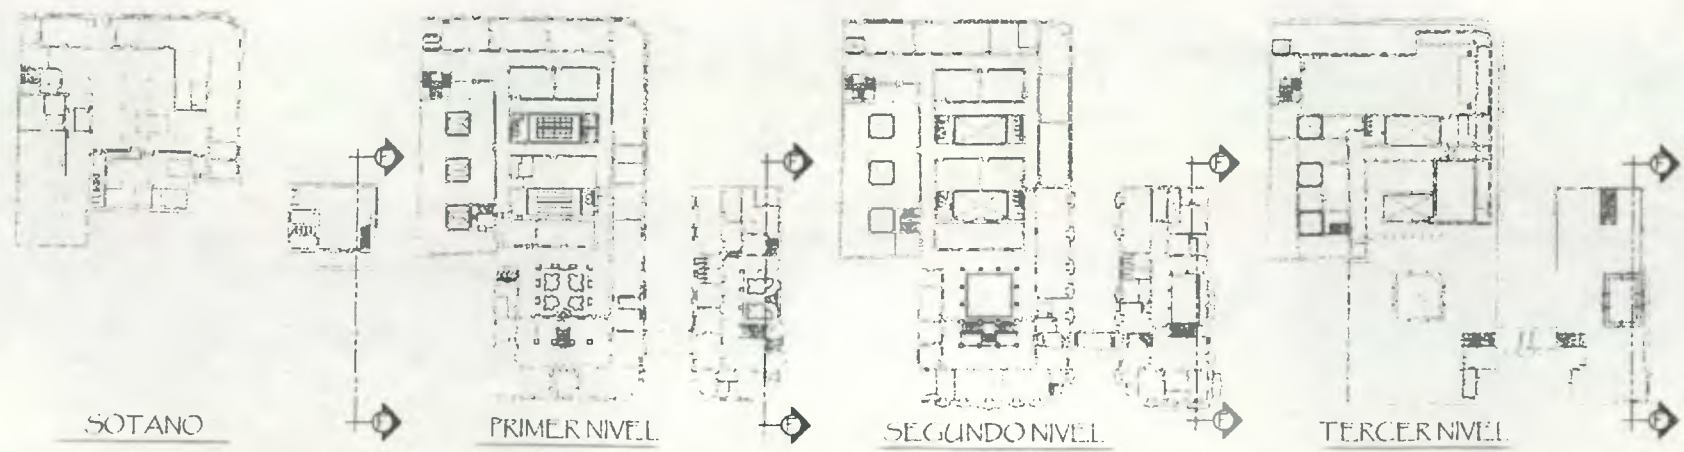 F
F
F
F
F
F
F
F
SOTANO
PRIMER NIVEL
SEGUNDO NIVEL
TERCER NIVEL